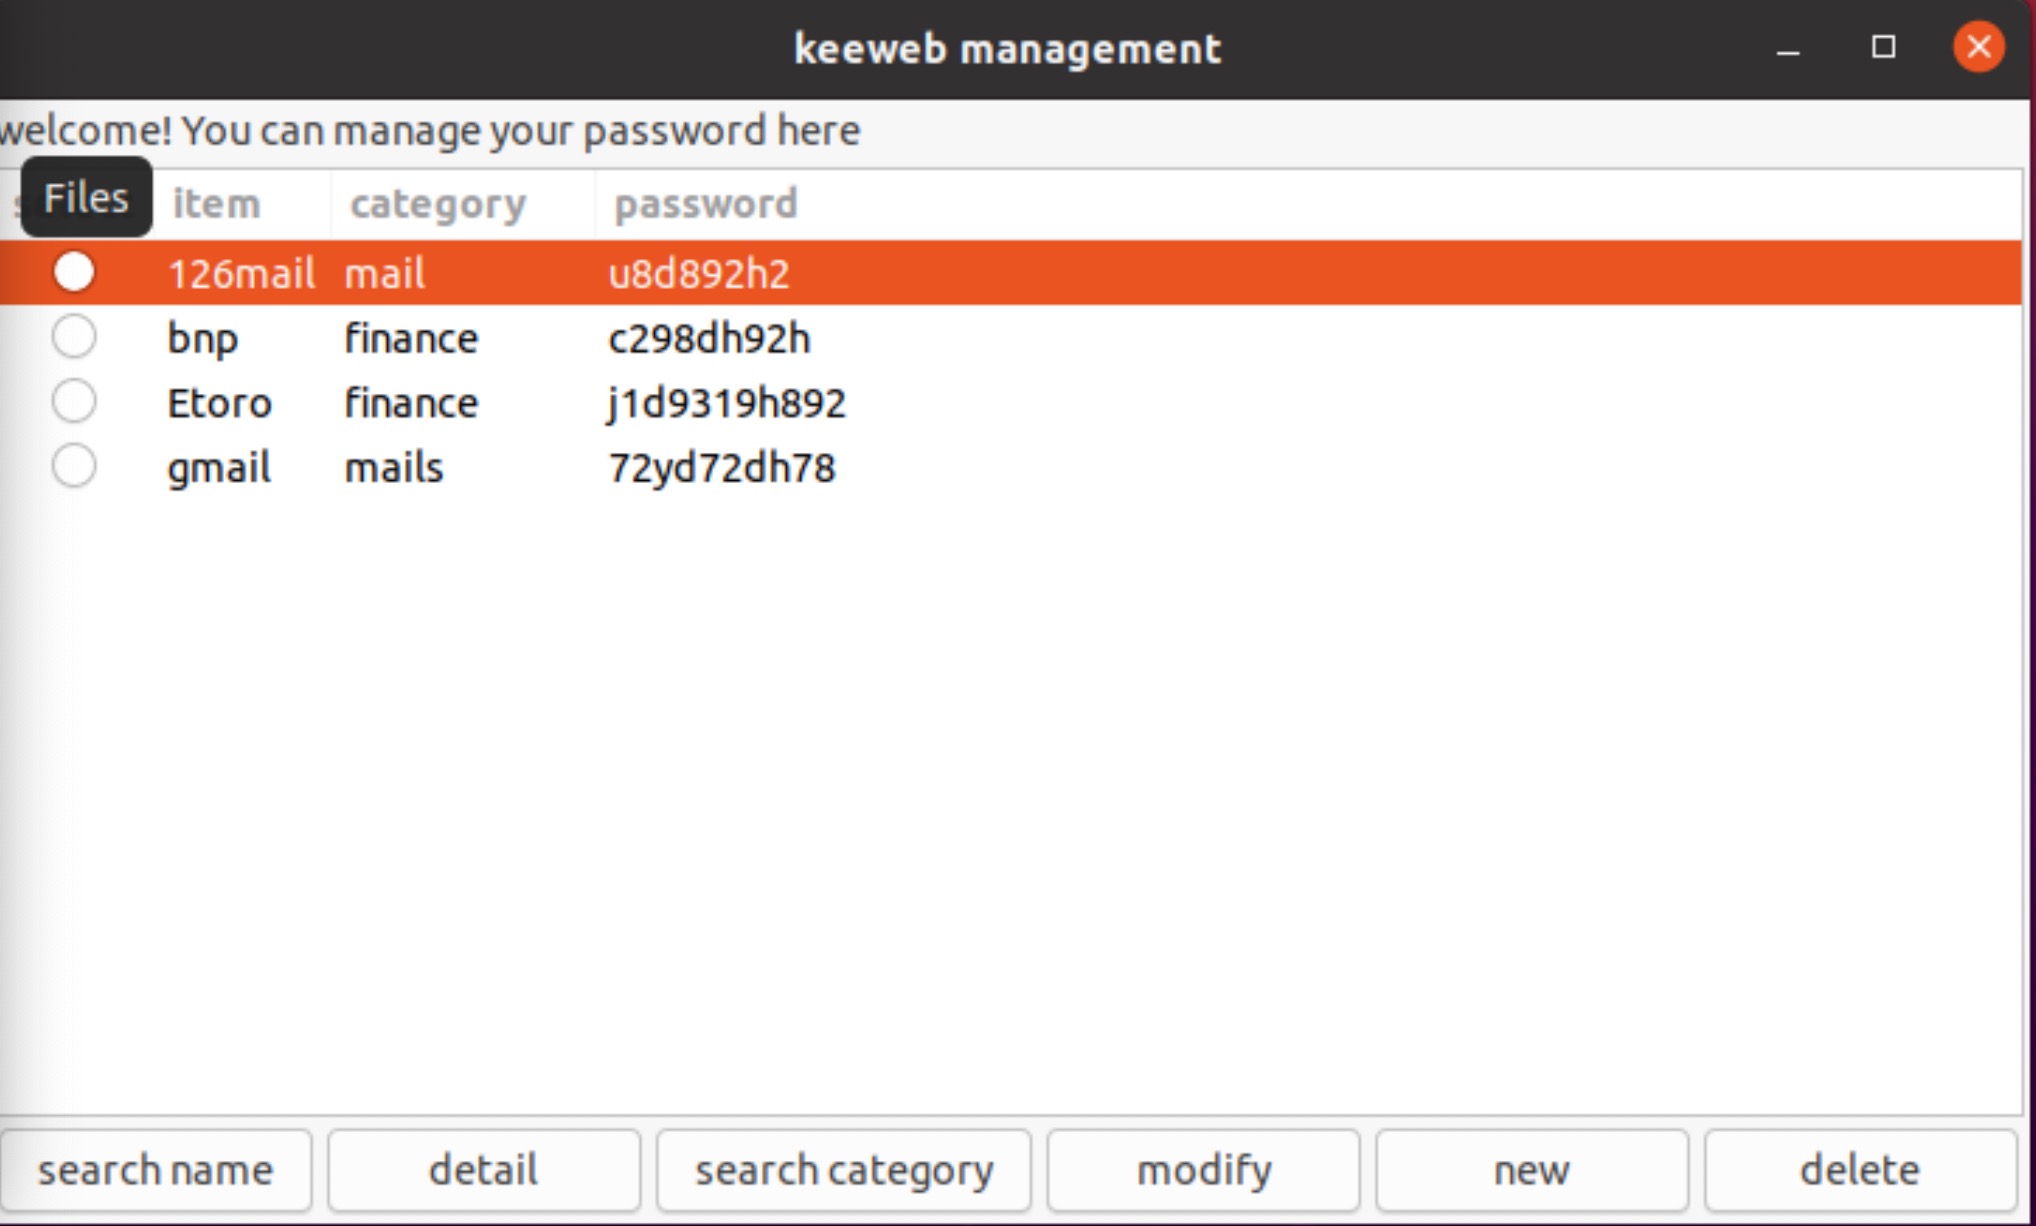 keeweb management
welcome! You can manage your password here
Files item category password
126mail mail u8d892h2
bnp finance c298dh92h
Etoro finance j1d9319h892
gmail mails 72yd72dh78
search name detail search category modify new delete